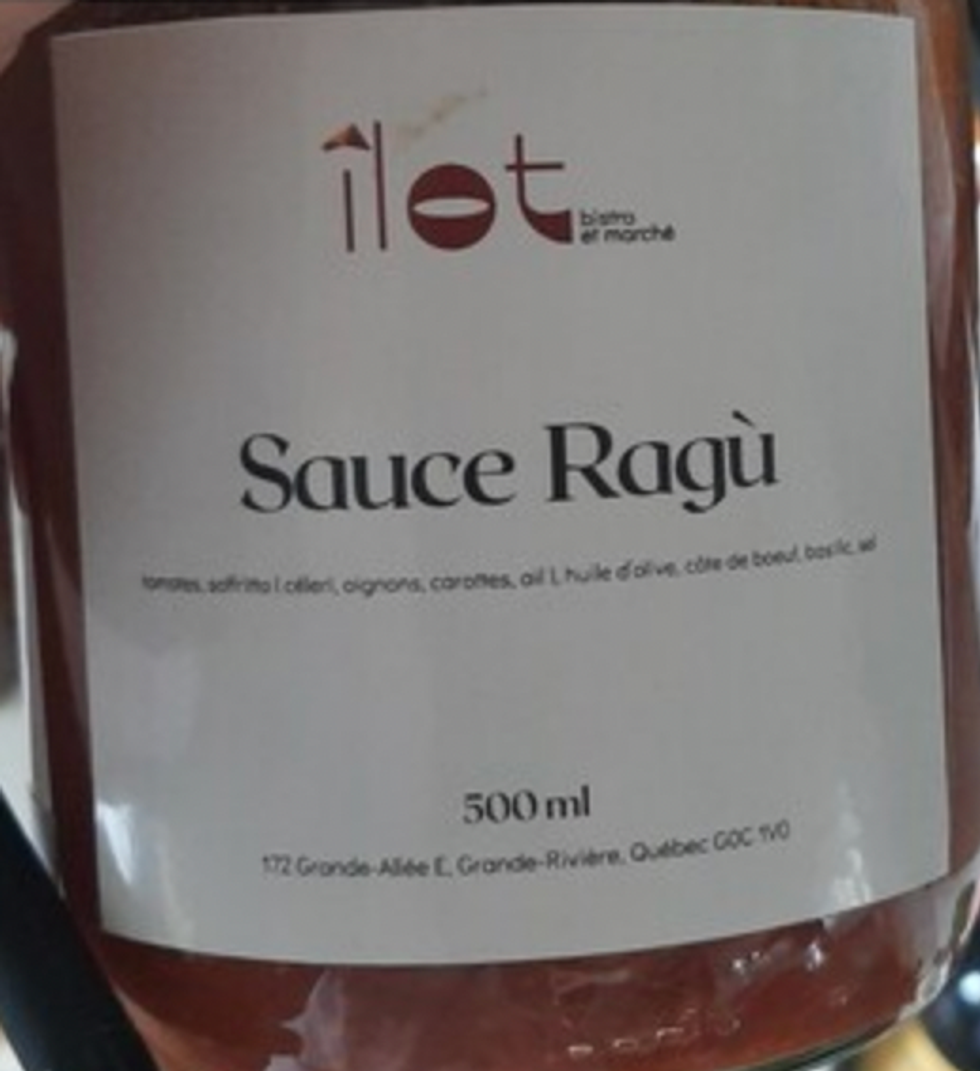 îlot
bistro
et marché
Sauce Ragù
tomates, soffritto ( céleri, oignons, carottes, ail ), huile d'olive, côte de boeuf, basilic, sel
500 ml
172 Grande-Allée E, Grande-Rivière, Québec G0C 1V0